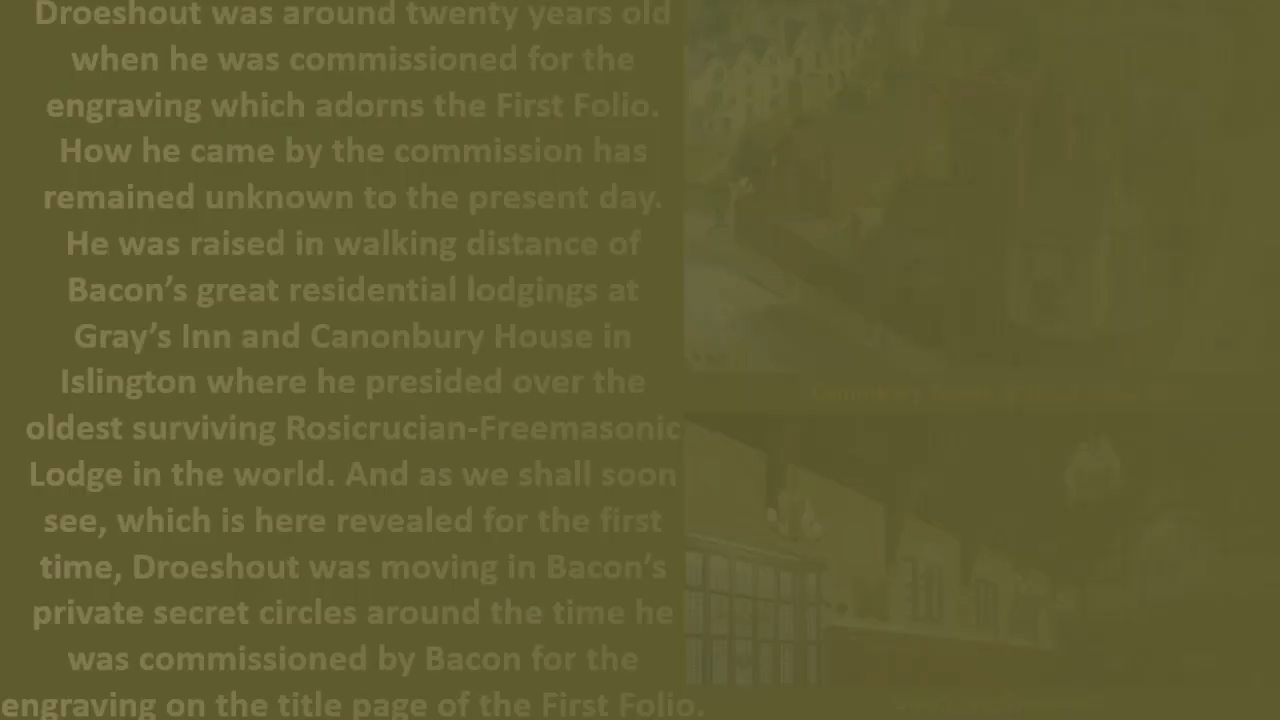 Droeshout was around twenty years old
when he was commissioned for the
engraving which adorns the First Folio.
How he came by the commission has
remained unknown to the present day.
He was raised in walking distance of
Bacon’s great residential lodgings at
Gray’s Inn and Canonbury House in
Islington where he presided over the
oldest surviving Rosicrucian-Freemasonic
Lodge in the world. And as we shall soon
see, which is here revealed for the first
time, Droeshout was moving in Bacon’s
private secret circles around the time he
was commissioned by Bacon for the
engraving on the title page of the First Folio.